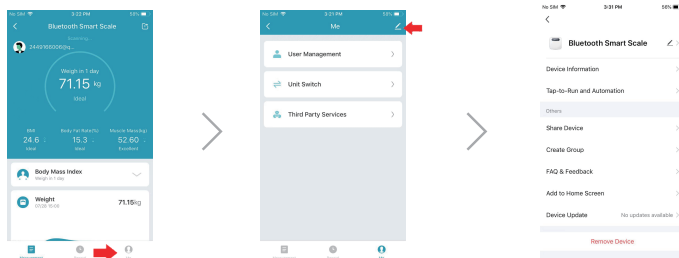 No SIM 3:22 PM 59%
Bluetooth Smart Scale
Weigh in 1 day
71.15 kg
Ideal
BMI Body Fat Rate(%) Muscle Mass(kg)
24.6 15.3 52.60
Ideal Ideal Excellent
Body Mass Index
Weigh in 1 day
Weight
71.15kg
Me
No SIM 3:31 PM 59%
Me
User Management
Unit Switch
Third Party Services
Me
No SIM 3:31 PM 58%
Bluetooth Smart Scale
Device Information
Tap-to-Run and Automation
Others
Share Device
Create Group
FAQ & Feedback
Add to Home Screen
Device Update No updates available
Remove Device